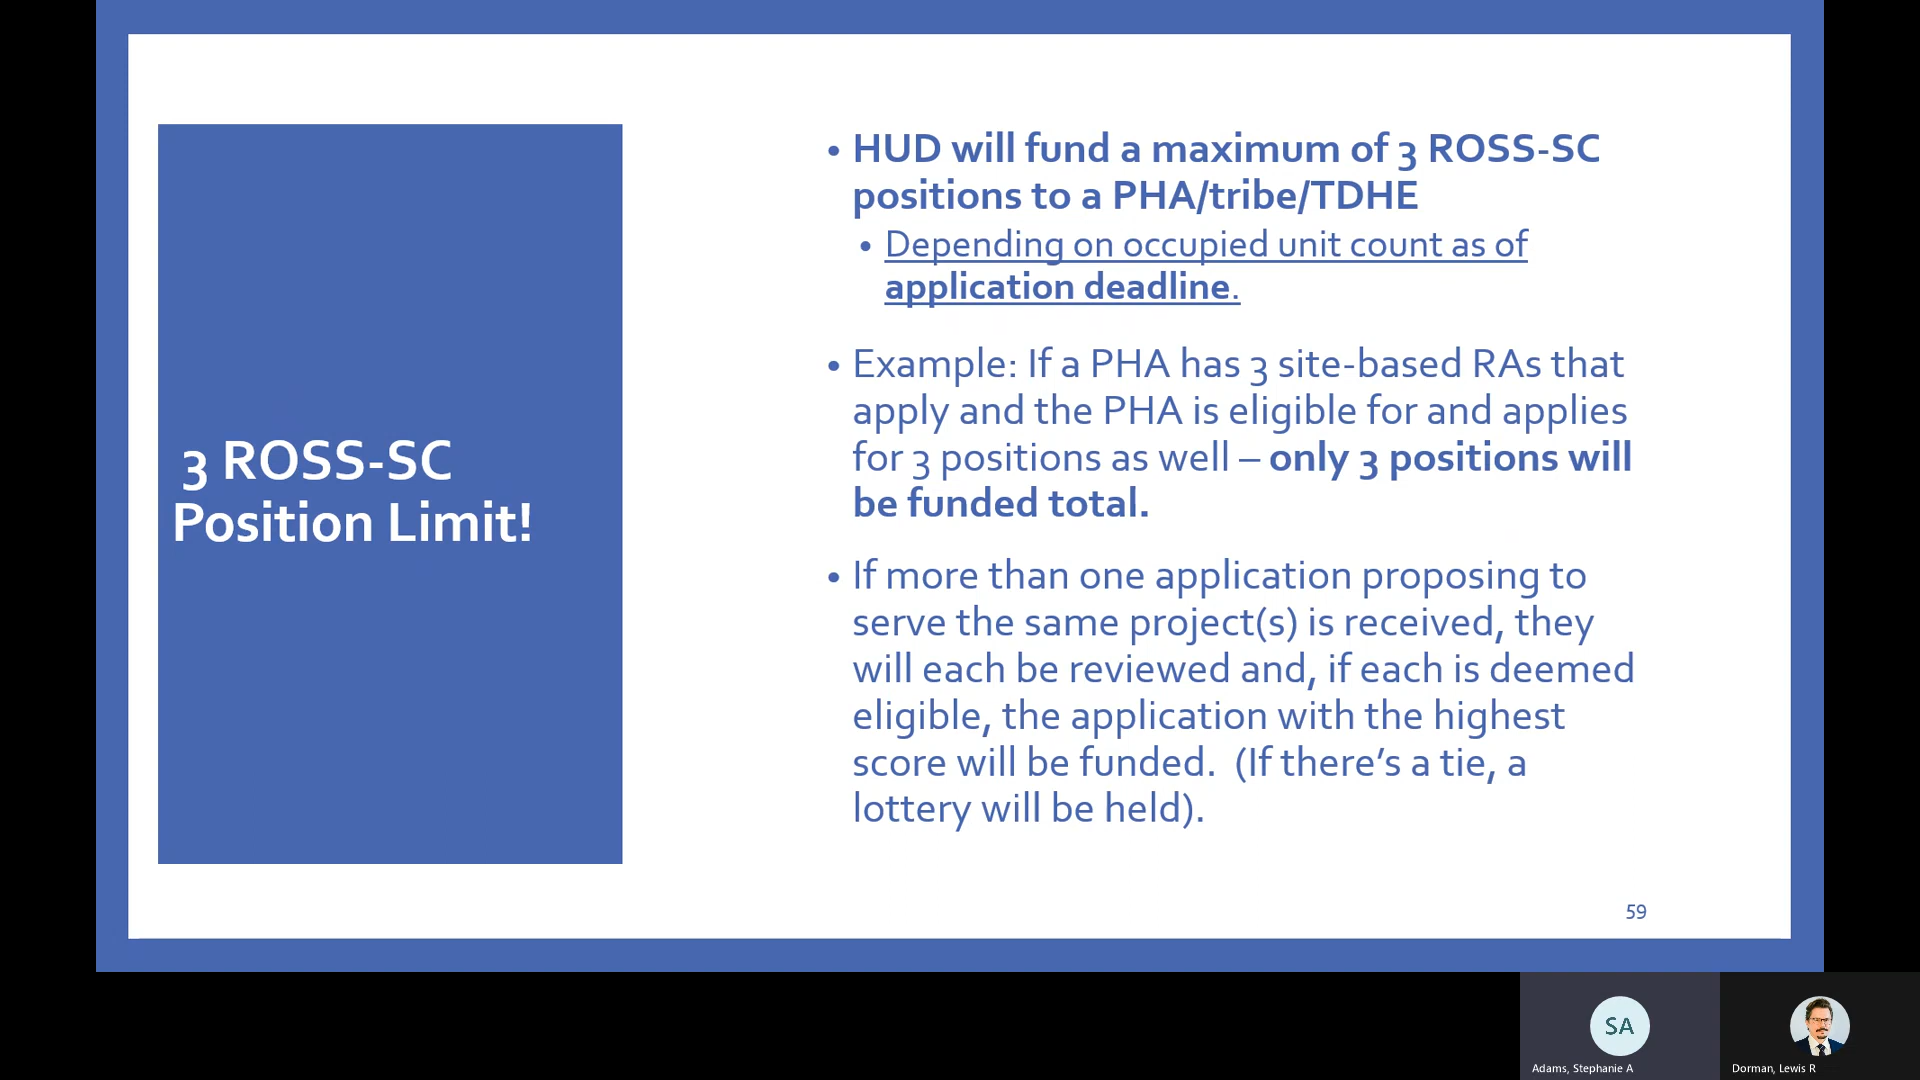 3 ROSS-SC
Position Limit!
• HUD will fund a maximum of 3 ROSS-SC
positions to a PHA/tribe/TDHE
• Depending on occupied unit count as of
application deadline.
• Example: If a PHA has 3 site-based RAs that
apply and the PHA is eligible for and applies
for 3 positions as well – only 3 positions will
be funded total.
• If more than one application proposing to
serve the same project(s) is received, they
will each be reviewed and, if each is deemed
eligible, the application with the highest
score will be funded.  (If there’s a tie, a
lottery will be held).
59
SA
Adams, Stephanie A
Dorman, Lewis R